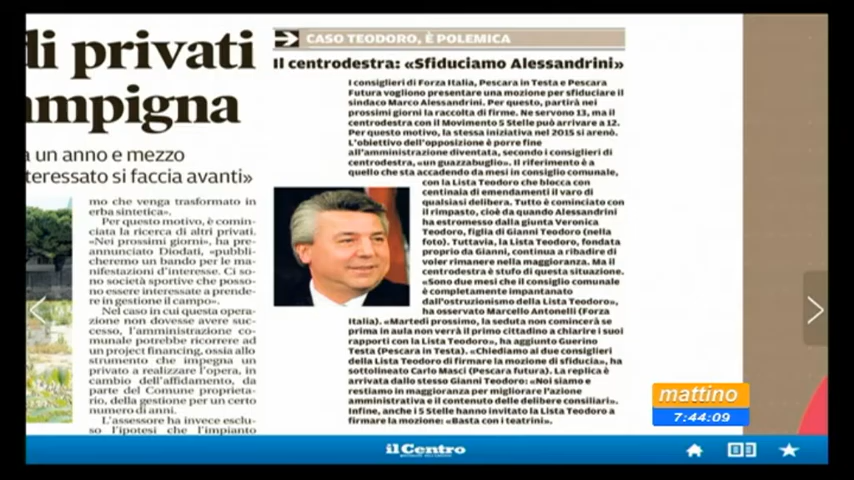 di privati
ampigna
a un anno e mezzo
teressato si faccia avanti»
mo che venga trasformato in
erba sintetica».
Per questo motivo, è comin-
ciata la ricerca di altri privati.
«Nei prossimi giorni», ha pre-
annunciato Diodati, «pubbli-
cheremo un bando per le ma-
nifestazioni d'interesse. Ci so-
no società sportive che posso-
no essere interessate a prende-
re in gestione il campo».
Nel caso in cui questa opera-
zione non dovesse avere suc-
cesso, l'amministrazione co-
munale potrebbe ricorrere ad
un project financing, ossia allo
strumento che impegna un
privato a realizzare l'opera, in
cambio dell'affidamento, da
parte del Comune proprieta-
rio, della gestione per un certo
numero di anni.
L'assessore ha invece esclu-
so l'ipotesi che l'impianto
CASO TEODORO, È POLEMICA
Il centrodestra: «Sfiduciamo Alessandrini»
I consiglieri di Forza Italia, Pescara in Testa e Pescara
Futura vogliono presentare una mozione per sfiduciare il
sindaco Marco Alessandrini. Per questo, partirà nei
prossimi giorni la raccolta di firme. Ne servono 13, ma il
centrodestra con il Movimento 5 Stelle può arrivare a 12.
Per questo motivo, la stessa iniziativa nel 2015 si arenò.
L'obiettivo dell'opposizione è porre fine
all'amministrazione diventata, secondo i consiglieri di
centrodestra, «un guazzabuglio». Il riferimento è a
quello che sta accadendo da mesi in consiglio comunale,
con la Lista Teodoro che blocca con
centinaia di emendamenti il varo di
qualsiasi delibera. Tutto è cominciato con
il rimpasto, cioè da quando Alessandrini
ha estromesso dalla giunta Veronica
Teodoro, figlia di Gianni Teodoro (nella
foto). Tuttavia, la Lista Teodoro, fondata
proprio da Gianni, continua a ribadire di
voler rimanere nella maggioranza. Ma il
centrodestra è stufo di questa situazione.
«Sono due mesi che il consiglio comunale
è completamente impantanato
dall'ostruzionismo della Lista Teodoro»,
ha osservato Marcello Antonelli (Forza
Italia). «Martedì prossimo, la seduta non comincerà se
prima in aula non verrà il primo cittadino a chiarire i suoi
rapporti con la Lista Teodoro», ha aggiunto Guerino
Testa (Pescara in Testa). «Chiediamo ai due consiglieri
della Lista Teodoro di firmare la mozione di sfiducia», ha
sottolineato Carlo Masci (Pescara futura). La replica è
arrivata dallo stesso Gianni Teodoro: «Noi siamo e
restiamo in maggioranza per migliorare l'azione
amministrativa e il contenuto delle delibere consiliari».
Infine, anche i 5 Stelle hanno invitato la Lista Teodoro a
firmare la mozione: «Basta con i teatrini».
mattino
7:44:09
il Centro